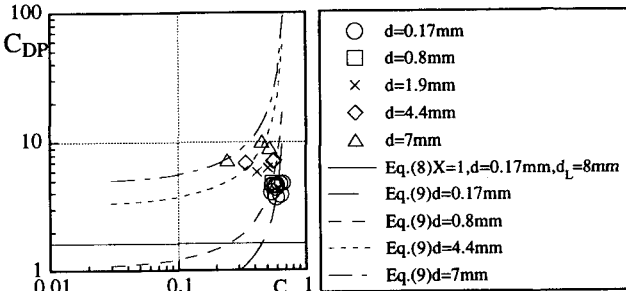 100
C_DP
10
1
0.01
0.1
C
1
d=0.17mm
d=0.8mm
d=1.9mm
d=4.4mm
d=7mm
Eq.(8)X=1,d=0.17mm,d_L=8mm
Eq.(9)d=0.17mm
Eq.(9)d=0.8mm
Eq.(9)d=4.4mm
Eq.(9)d=7mm